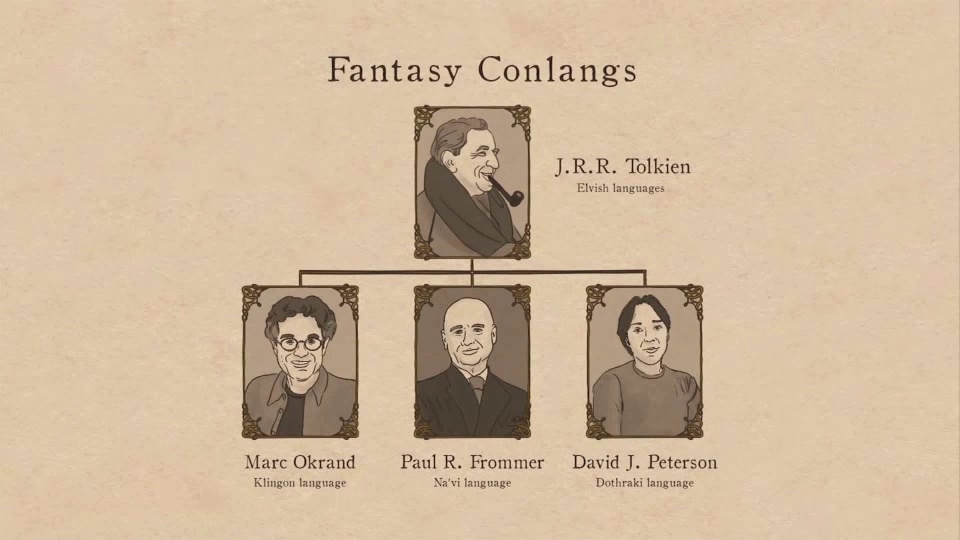 Fantasy Conlangs
J.R.R. Tolkien
Elvish languages
Marc Okrand
Klingon language
Paul R. Frommer
Na'vi language
David J. Peterson
Dothraki language